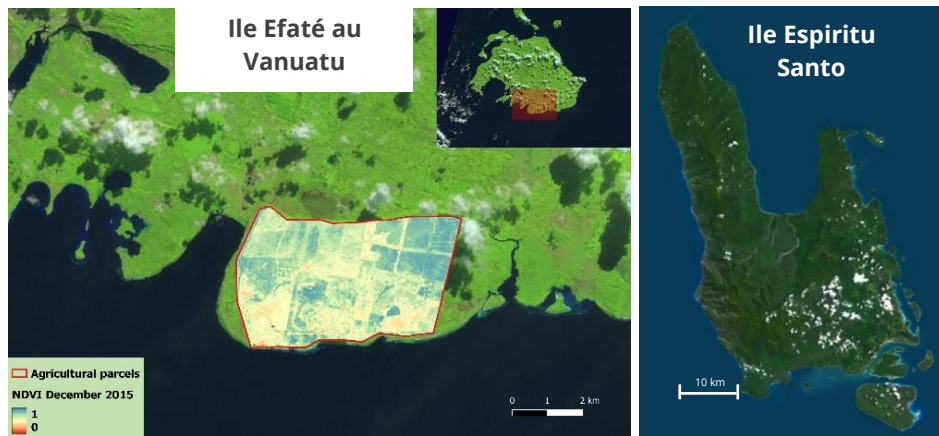 Ile Efaté au
Vanuatu
Ile Espiritu
Santo
Agricultural parcels
NDVI December 2015
1
0
0 1 2 km
10 km